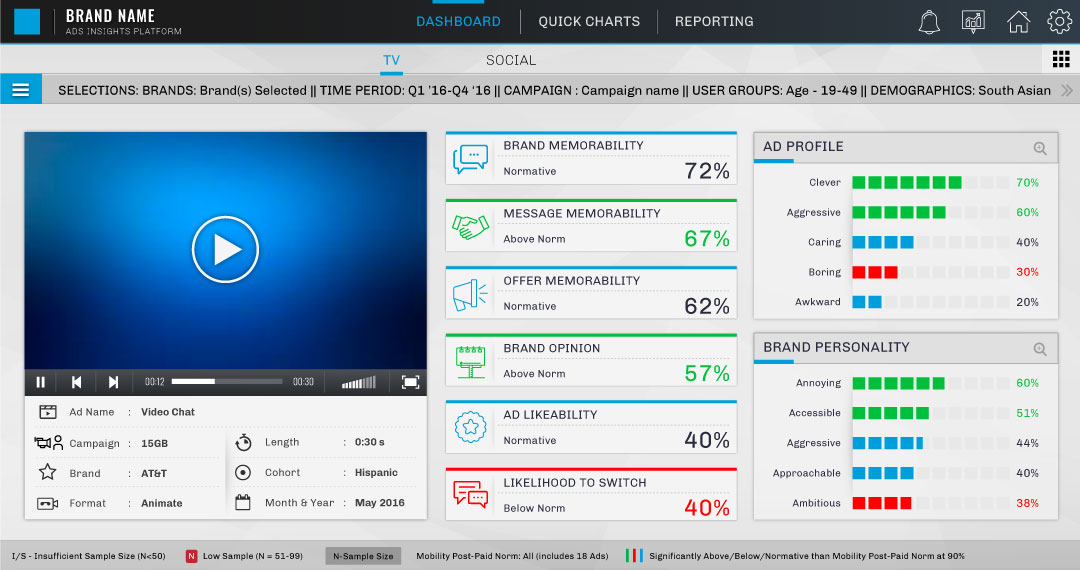 BRAND NAME
ADS INSIGHTS PLATFORM
DASHBOARD
QUICK CHARTS
REPORTING
TV
SOCIAL
SELECTIONS: BRANDS: Brand(s) Selected || TIME PERIOD: Q1 '16-Q4 '16 || CAMPAIGN : Campaign name || USER GROUPS: Age - 19-49 || DEMOGRAPHICS: South Asian
00:12
00:30
Ad Name : Video Chat
Campaign : 15GB
Length : 0:30 s
Brand : AT&T
Cohort : Hispanic
Format : Animate
Month & Year : May 2016
BRAND MEMORABILITY
Normative 72%
MESSAGE MEMORABILITY
Above Norm 67%
OFFER MEMORABILITY
Normative 62%
BRAND OPINION
Above Norm 57%
AD LIKEABILITY
Normative 40%
LIKELIHOOD TO SWITCH
Below Norm 40%
AD PROFILE
Clever 70%
Aggressive 60%
Caring 40%
Boring 30%
Awkward 20%
BRAND PERSONALITY
Annoying 60%
Accessible 51%
Aggressive 44%
Approachable 40%
Ambitious 38%
I/S - Insufficient Sample Size (N<50)
N Low Sample (N = 51-99)
N-Sample Size
Mobility Post-Paid Norm: All (includes 18 Ads)
Significantly Above/Below/Normative than Mobility Post-Paid Norm at 90%